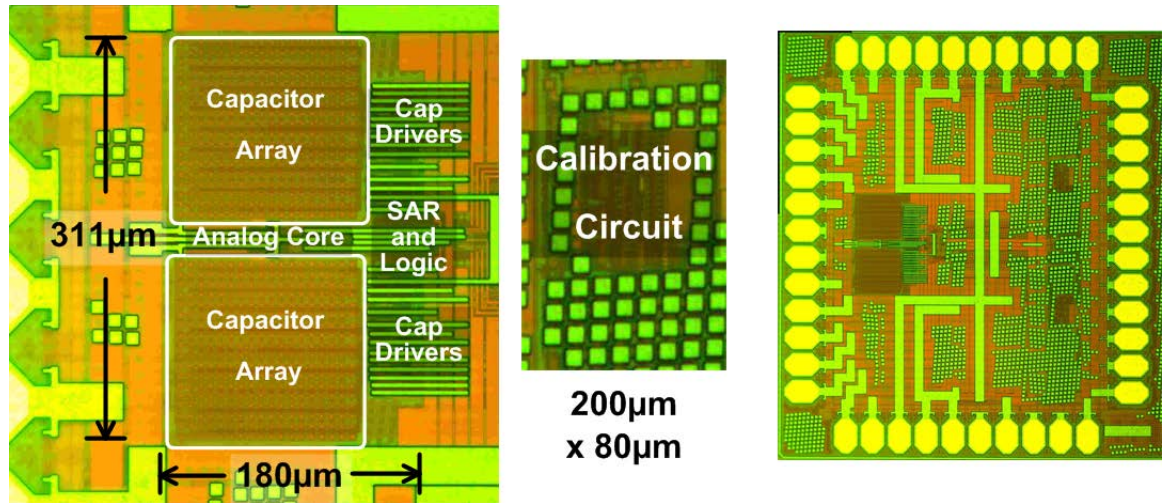 Capacitor
Array
Cap
Drivers
311µm
Analog Core
SAR
and
Logic
Capacitor
Array
Cap
Drivers
180µm
Calibration
Circuit
200µm
x 80µm